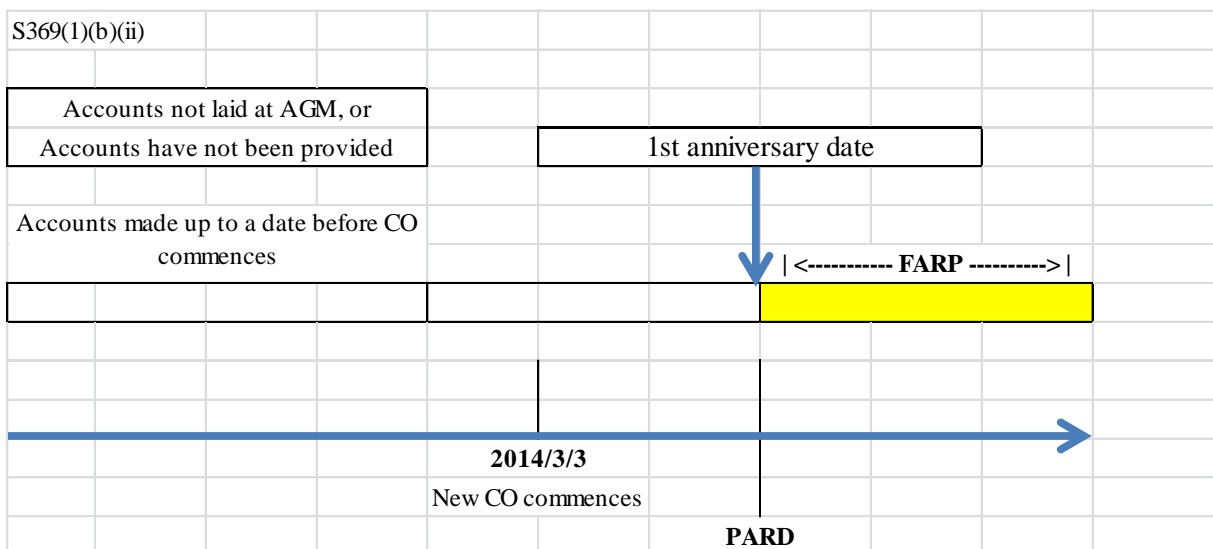 S369(1)(b)(ii)
Accounts not laid at AGM, or
Accounts have not been provided
1st anniversary date
Accounts made up to a date before CO
commences
|<----------- FARP ---------->|
2014/3/3
New CO commences
PARD